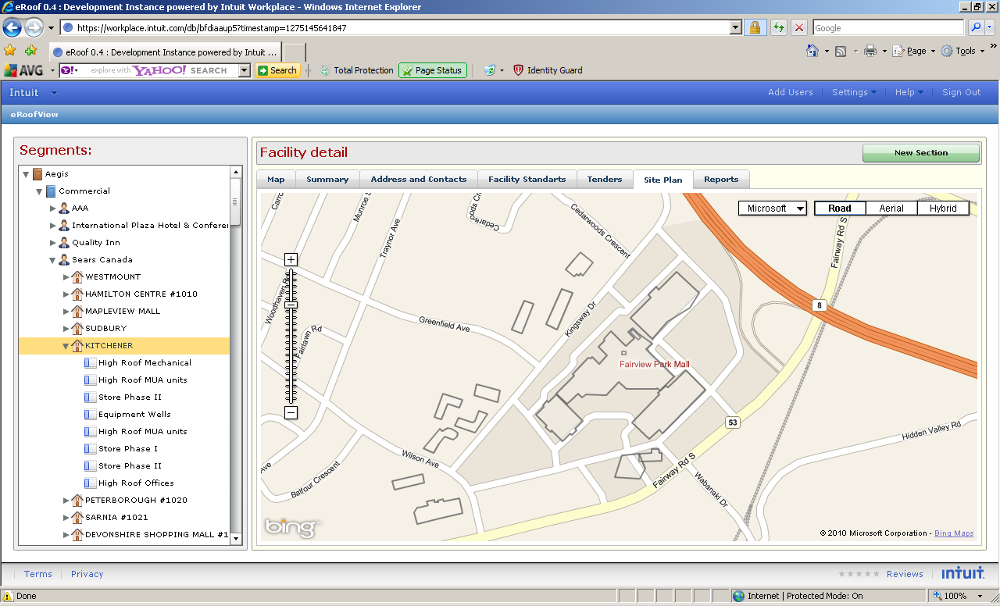 eRoof 0.4 : Development Instance powered by Intuit Workplace - Windows Internet Explorer
https://workplace.intuit.com/db/bfdiaaup5?timestamp=1275145641847
Google
eRoof 0.4 : Development Instance powered by Intuit ...
Page
Tools
»
AVG
Y!
explore with YAHOO! SEARCH
Search
Total Protection
Page Status
Identity Guard
Intuit
Add Users
Settings
Help
Sign Out
eRoofView
Segments:
Aegis
Commercial
AAA
International Plaza Hotel & Confere
Quality Inn
Sears Canada
WESTMOUNT
HAMILTON CENTRE #1010
MAPLEVIEW MALL
SUDBURY
KITCHENER
High Roof Mechanical
High Roof MUA units
Store Phase II
Equipment Wells
High Roof MUA units
Store Phase I
Store Phase II
High Roof Offices
PETERBOROUGH #1020
SARNIA #1021
DEVONSHIRE SHOPPING MALL #1
Facility detail
New Section
Map
Summary
Address and Contacts
Facility Standarts
Tenders
Site Plan
Reports
Microsoft
Road
Aerial
Hybrid
Munroe S
Traynor Ave
Cedarwoods Crescent
Fairway Rd S
8
Greenfield Ave
Kingsway Dr
Fairlawn Rd
Fairview Park Mall
53
Hidden Valley Rd
Wilson Ave
Balfour Crescent
Fairway Rd S
Wabanaki Dr
bing™
© 2010 Microsoft Corporation - Bing Maps
Terms
Privacy
Reviews
INTUIT.
Done
Internet | Protected Mode: On
100%